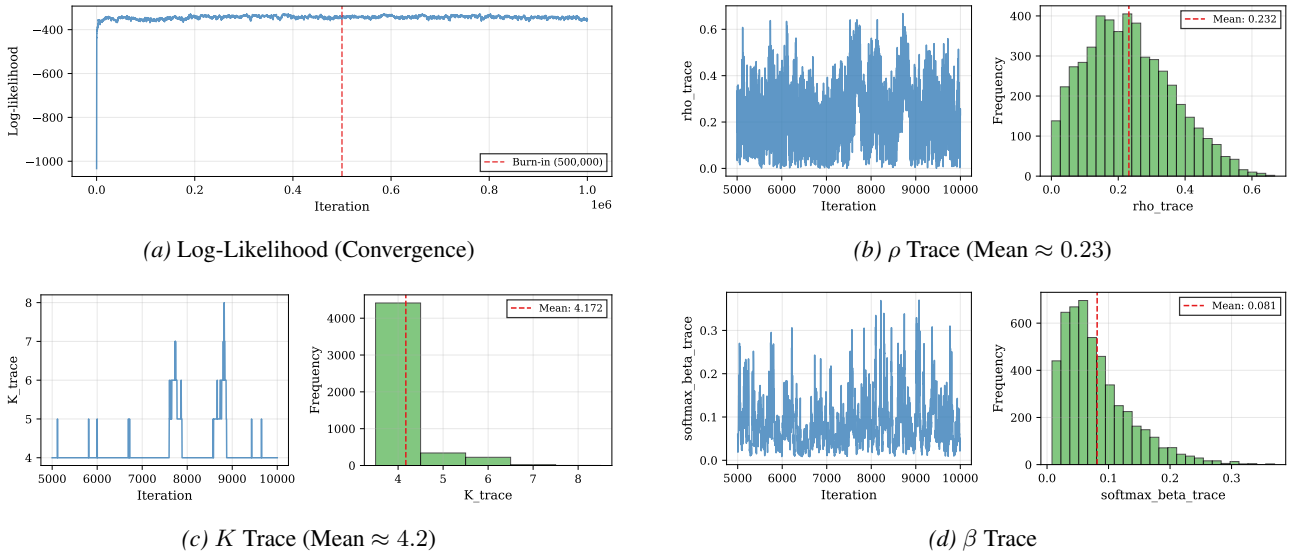 −400
−600
−800
−1000
Log-likelihood
0.0 0.2 0.4 0.6 0.8 1.0
1e6
Iteration
Burn-in (500,000)
(a) Log-Likelihood (Convergence)
0.6
0.4
0.2
0.0
rho_trace
5000 6000 7000 8000 9000 10000
Iteration
400
300
200
100
0
Frequency
Mean: 0.232
0.0 0.2 0.4 0.6
rho_trace
(b) ρ Trace (Mean ≈ 0.23)
8
7
6
5
4
K_trace
5000 6000 7000 8000 9000 10000
Iteration
4000
3000
2000
1000
0
Frequency
Mean: 4.172
4 5 6 7 8
K_trace
(c) K Trace (Mean ≈ 4.2)
0.3
0.2
0.1
0.0
softmax_beta_trace
5000 6000 7000 8000 9000 10000
Iteration
600
400
200
0
Frequency
Mean: 0.081
0.0 0.1 0.2 0.3
softmax_beta_trace
(d) β Trace